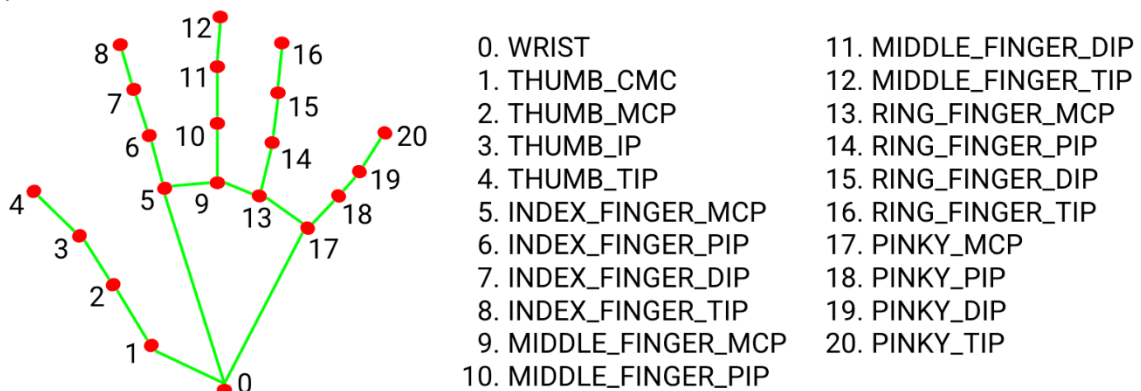 12
8
16
11
7
15
20
10
6
14
19
4
5
9
13
18
3
17
2
1
0
0. WRIST
1. THUMB_CMC
2. THUMB_MCP
3. THUMB_IP
4. THUMB_TIP
5. INDEX_FINGER_MCP
6. INDEX_FINGER_PIP
7. INDEX_FINGER_DIP
8. INDEX_FINGER_TIP
9. MIDDLE_FINGER_MCP
10. MIDDLE_FINGER_PIP
11. MIDDLE_FINGER_DIP
12. MIDDLE_FINGER_TIP
13. RING_FINGER_MCP
14. RING_FINGER_PIP
15. RING_FINGER_DIP
16. RING_FINGER_TIP
17. PINKY_MCP
18. PINKY_PIP
19. PINKY_DIP
20. PINKY_TIP